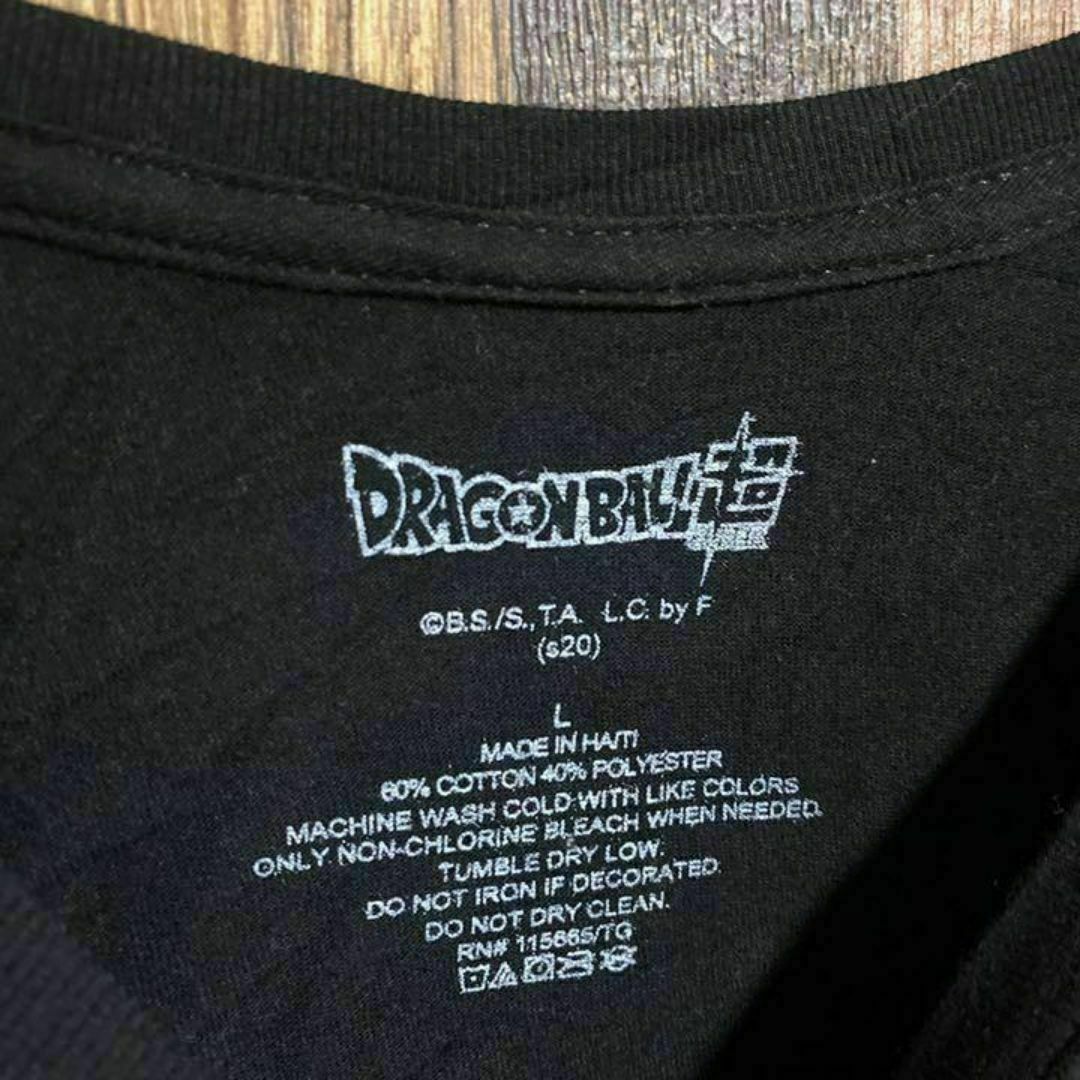 DRAGONBALL超
SUPER
©B.S./S.,T.A. L.C. by F
(s20)
L
MADE IN HAITI
60% COTTON 40% POLYESTER
MACHINE WASH COLD WITH LIKE COLORS
ONLY NON-CHLORINE BLEACH WHEN NEEDED.
TUMBLE DRY LOW.
DO NOT IRON IF DECORATED.
DO NOT DRY CLEAN.
RN# 115665/TG